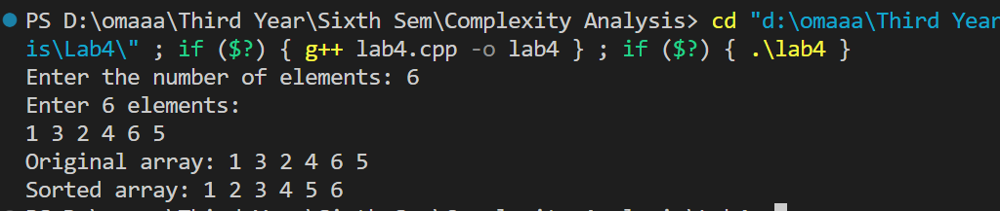 PS D:\omaaa\Third Year\Sixth Sem\Complexity Analysis> cd "d:\omaaa\Third Year
is\Lab4\" ; if ($?) { g++ lab4.cpp -o lab4 } ; if ($?) { .\lab4 }
Enter the number of elements: 6
Enter 6 elements:
1 3 2 4 6 5
Original array: 1 3 2 4 6 5
Sorted array: 1 2 3 4 5 6